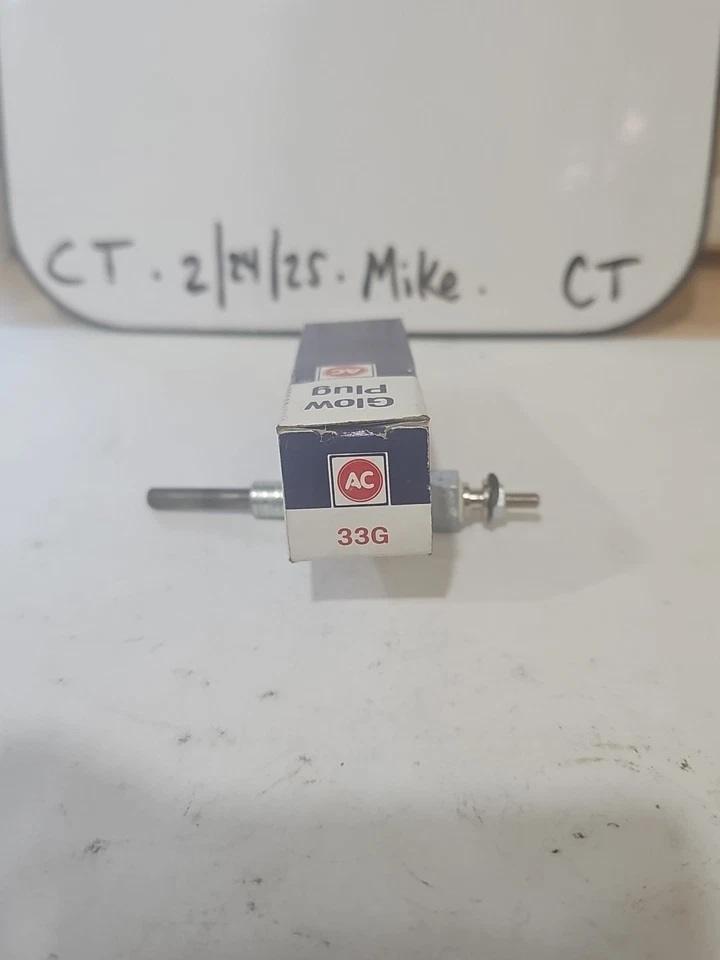 CT. 2/24/25. Mike. CT
AC
Glow
Plug
AC
33G